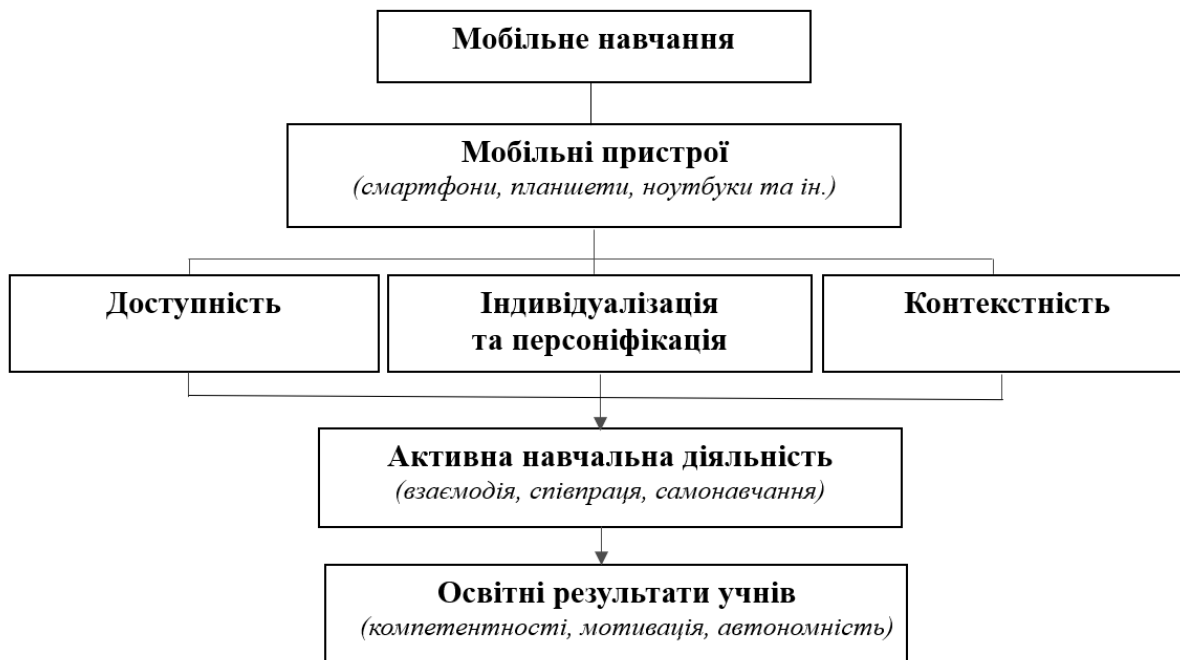 Мобільне навчання
Мобільні пристрої
(смартфони, планшети, ноутбуки та ін.)
Доступність
Індивідуалізація
та персоніфікація
Контекстність
Активна навчальна діяльність
(взаємодія, співпраця, самонавчання)
Освітні результати учнів
(компетентності, мотивація, автономність)